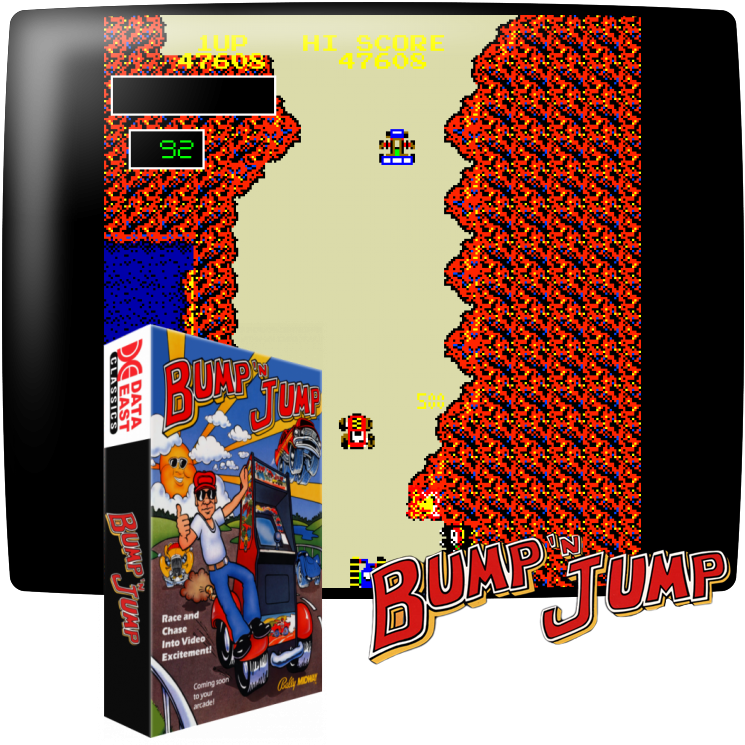 1UP HI SCORE
47608 47608
92
500
DATA
EAST
CLASSICS
BUMP 'N JUMP
BUMP 'N JUMP
Race and
Chase
Into Video
Excitement!
Coming soon
to your
arcade!
Bally MIDWAY
BUMP 'N JUMP